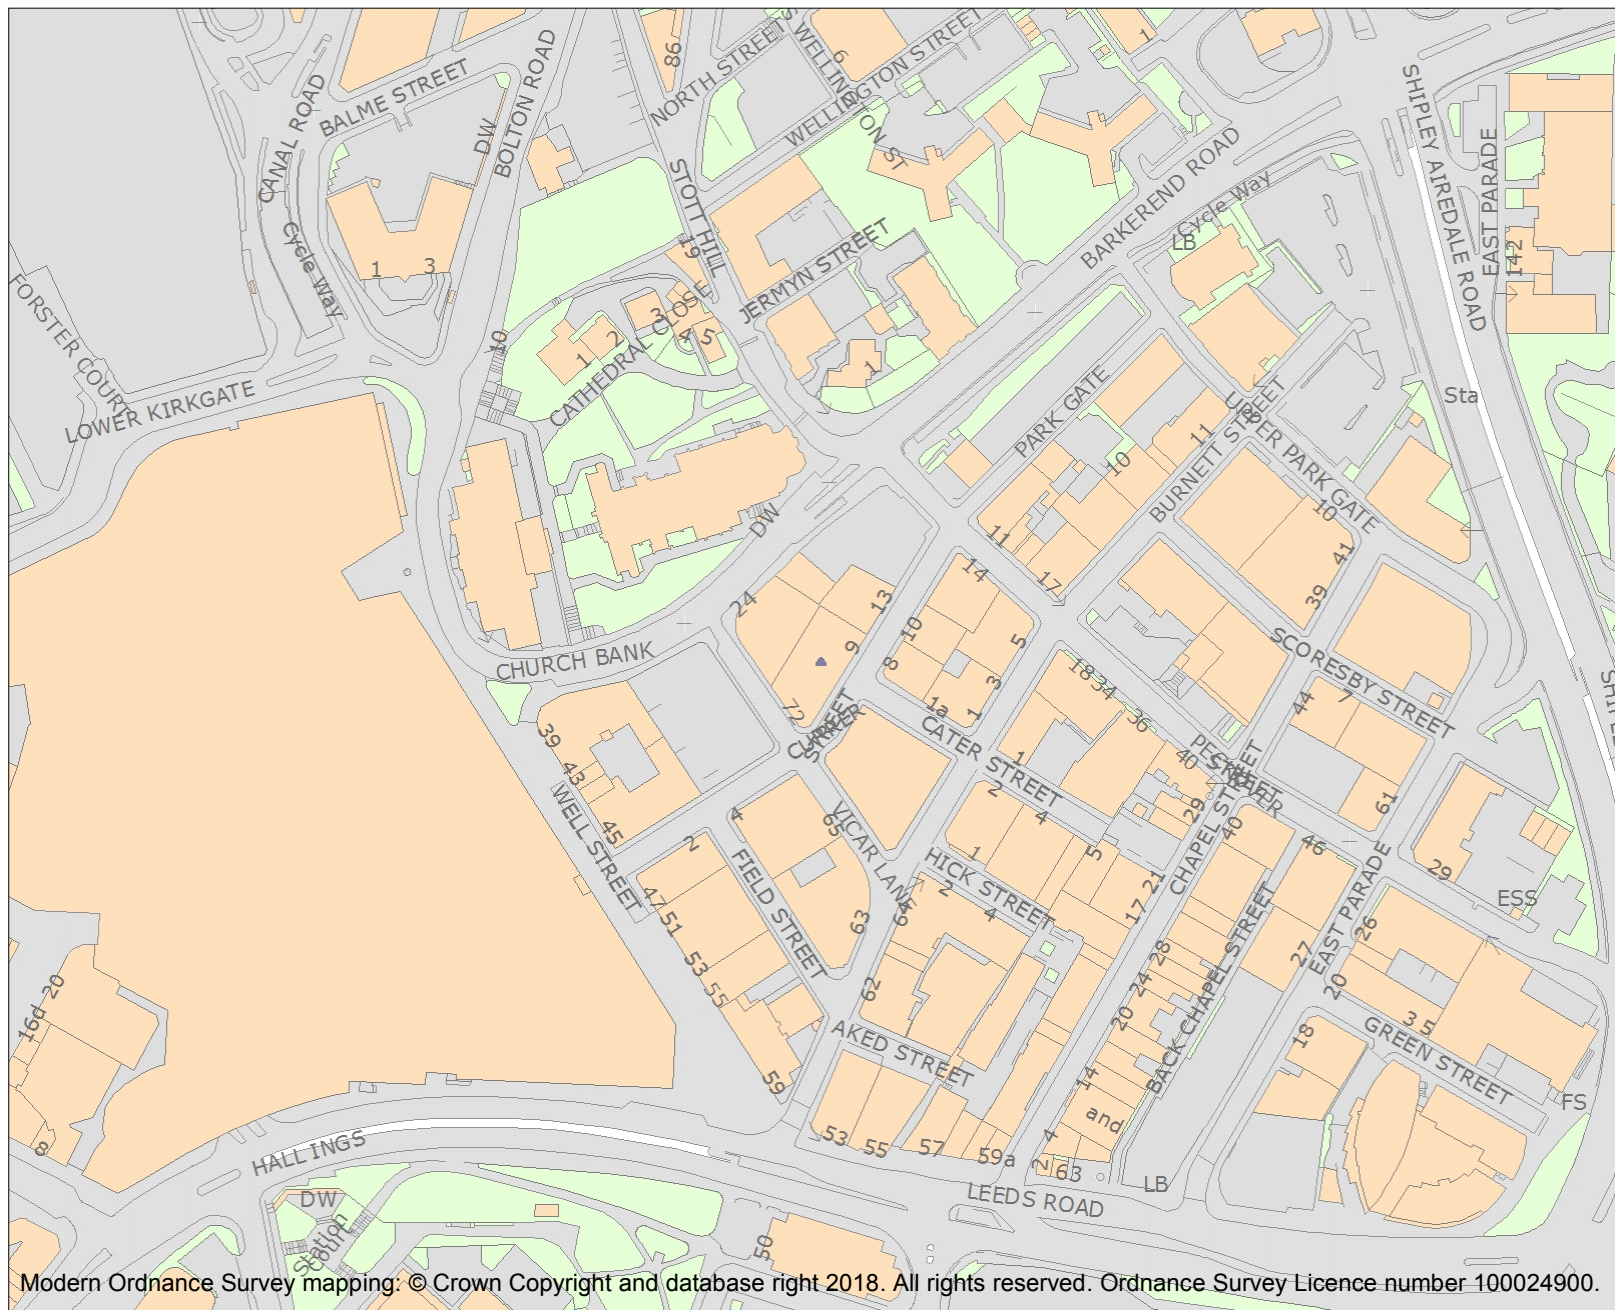 CANAL ROAD
BALME STREET
BOLTON ROAD
DW
86
NORTH STREET
WELLINGTON STREET
S WELLINGTON ST
6
1
SHIPLEY AIREDALE ROAD
EAST PARADE
142
STOTT HILL
19
BARKEREND ROAD
Cycle Way
LB
Cycle Way
1
3
JERMYN STREET
FORSTER COURT
LOWER KIRKGATE
10
CATHEDRAL CLOSE
1
2
3
4
5
1
PARK GATE
Sta
UPPER PARK GATE
BURNETT STREET
11
10
11
17
10
41
39
DW
14
24
13
9
10
8
5
3
1
1a
72
CHURCH BANK
CURRER
STREET
CATER STREET
18
34
36
40
PECKOVER
STREET
SCORESBY STREET
44
7
61
39
43
45
WELL STREET
4
2
65
VICAR LANE
FIELD STREET
47
51
53
55
59
63
64
62
1
2
4
1
5
HICK STREET
2
4
29
40
CHAPEL STREET
21
17
28
24
20
14
and
4
2
BACK CHAPEL STREET
46
EAST PARADE
27
26
20
29
ESS
18
3
5
GREEN STREET
FS
AKED STREET
53
55
57
59a
63
LB
LEEDS ROAD
16d
20
8
HALL INGS
DW
Station
Court
50
Modern Ordnance Survey mapping: © Crown Copyright and database right 2018. All rights reserved. Ordnance Survey Licence number 100024900.